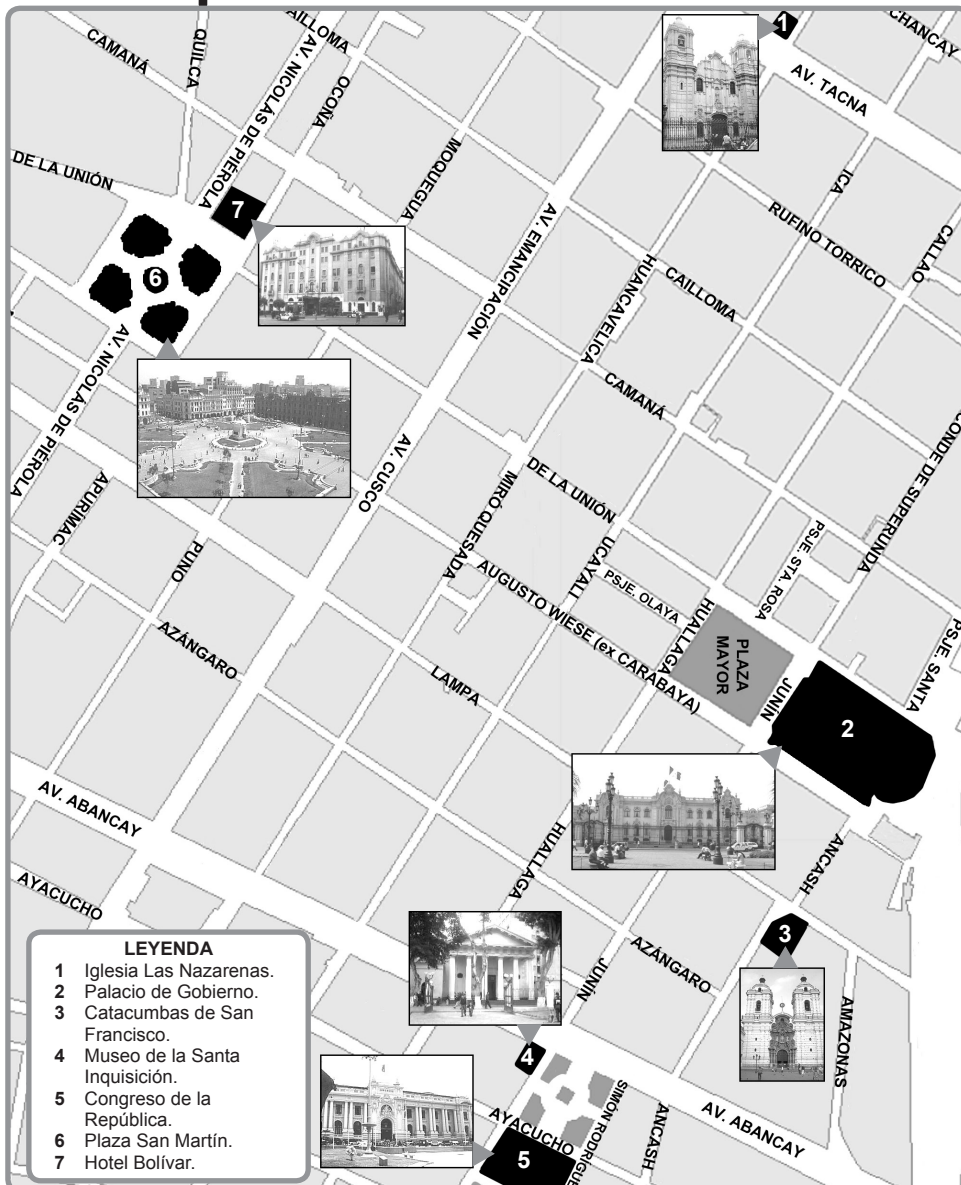 CAMANÁ
QUILCA
AV. NICOLÁS DE PIÉROLA
CAILLOMA
OCOÑA
1
CHANCAY
AV. TACNA
DE LA UNIÓN
7
MOQUEGUA
AV. EMANCIPACIÓN
ICA
RUFINO TORRICO
CALLAO
6
HUANCAVELICA
CAILLOMA
AV. NICOLÁS DE PIÉROLA
CAMANÁ
CONDE DE SUPERUNDA
AV. CUSCO
APURIMAC
PUNO
MIRÓ QUESADA
DE LA UNIÓN
UCAYALI
PSJE. OLAYA
PSJE. STA. ROSA
HUALLAGA
PLAZA
MAYOR
JUNÍN
PSJE. SANTA
AUGUSTO WIESE (ex CARABAYA)
AZÁNGARO
LAMPA
2
AV. ABANCAY
AYACUCHO
HUALLAGA
ANCASH
3
JUNÍN
AZÁNGARO
AMAZONAS
4
SIMÓN RODRÍGUE
AYACUCHO
ANCASH
AV. ABANCAY
5
LEYENDA
1 Iglesia Las Nazarenas.
2 Palacio de Gobierno.
3 Catacumbas de San
Francisco.
4 Museo de la Santa
Inquisición.
5 Congreso de la
República.
6 Plaza San Martín.
7 Hotel Bolívar.